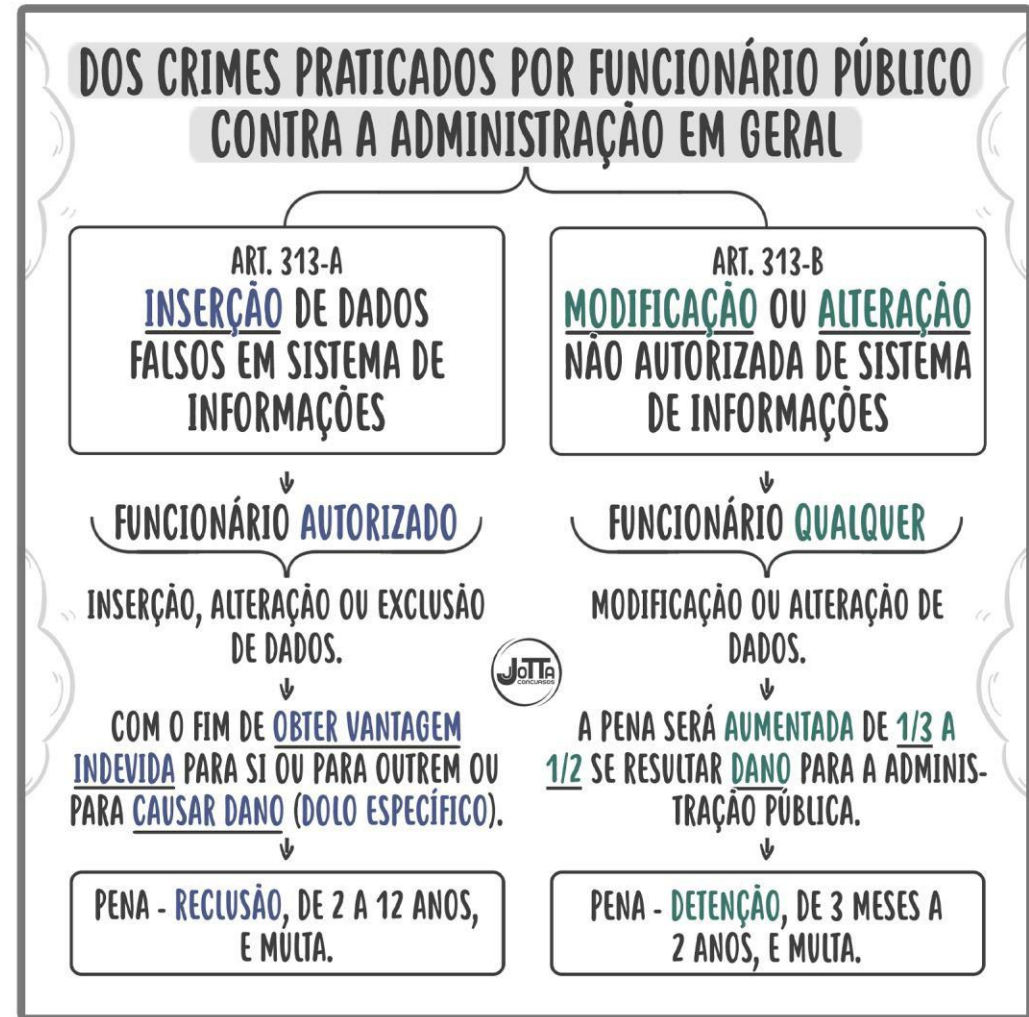 DOS CRIMES PRATICADOS POR FUNCIONÁRIO PÚBLICO
CONTRA A ADMINISTRAÇÃO EM GERAL
ART. 313-A
INSERÇÃO DE DADOS
FALSOS EM SISTEMA DE
INFORMAÇÕES
FUNCIONÁRIO AUTORIZADO
INSERÇÃO, ALTERAÇÃO OU EXCLUSÃO
DE DADOS.
COM O FIM DE OBTER VANTAGEM
INDEVIDA PARA SI OU PARA OUTREM OU
PARA CAUSAR DANO (DOLO ESPECÍFICO).
PENA - RECLUSÃO, DE 2 A 12 ANOS,
E MULTA.
ART. 313-B
MODIFICAÇÃO OU ALTERAÇÃO
NÃO AUTORIZADA DE SISTEMA
DE INFORMAÇÕES
FUNCIONÁRIO QUALQUER
MODIFICAÇÃO OU ALTERAÇÃO DE
DADOS.
A PENA SERÁ AUMENTADA DE 1/3 A
1/2 SE RESULTAR DANO PARA A ADMINIS-
TRAÇÃO PÚBLICA.
PENA - DETENÇÃO, DE 3 MESES A
2 ANOS, E MULTA.
JOTTA
CONCURSOS